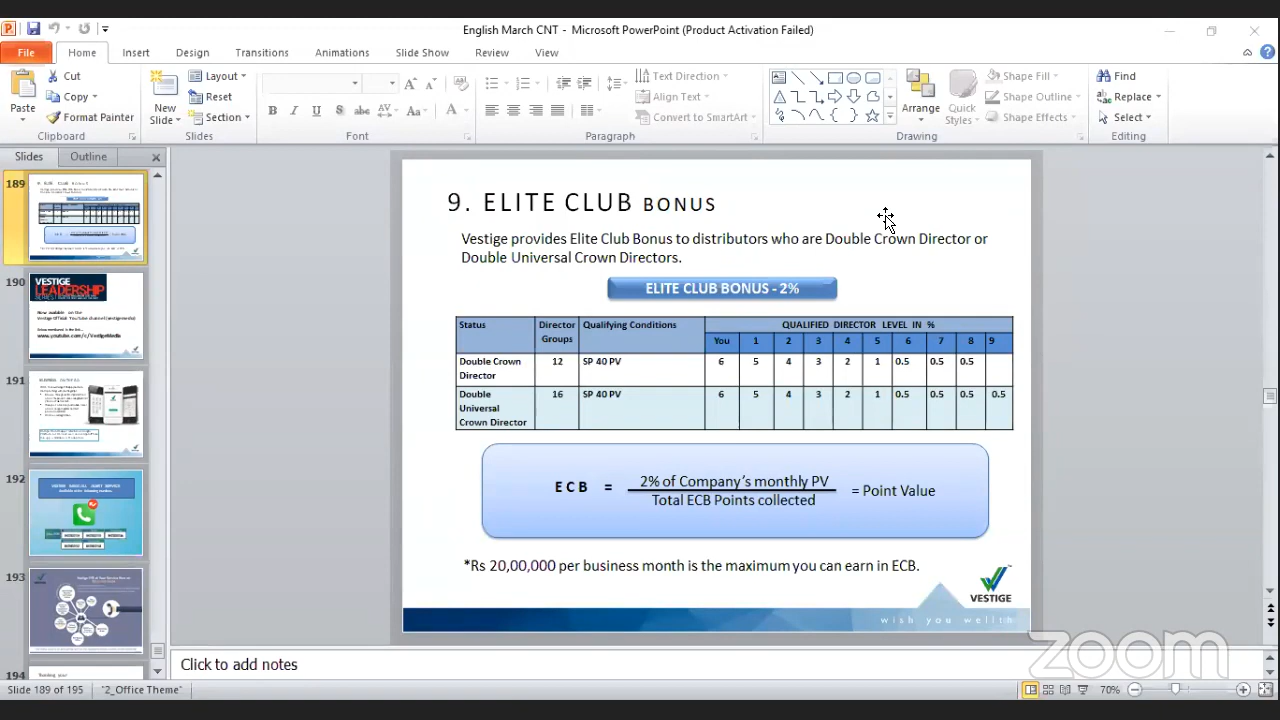 English March CNT - Microsoft PowerPoint (Product Activation Failed)
File Home Insert Design Transitions Animations Slide Show Review View
Paste Cut Copy Format Painter Clipboard
New Slide Layout Reset Section Slides
B I U S abc AV Aa A Font
Text Direction Align Text Convert to SmartArt Paragraph
Arrange Quick Styles Shape Fill Shape Outline Shape Effects Drawing
Find Replace Select Editing
Slides Outline
189
190
VESTIGE
LEADERSHIP
191
192
193
194
9. ELITE CLUB BONUS
Vestige provides Elite Club Bonus to distributors who are Double Crown Director or
Double Universal Crown Directors.
ELITE CLUB BONUS - 2%
Status Director Groups Qualifying Conditions QUALIFIED DIRECTOR LEVEL IN %
You 1 2 3 4 5 6 7 8 9
Double Crown Director 12 SP 40 PV 6 5 4 3 2 1 0.5 0.5 0.5
Double Universal Crown Director 16 SP 40 PV 6 5 4 3 2 1 0.5 0.5 0.5 0.5
E C B = 2% of Company's monthly PV
Total ECB Points collected = Point Value
*Rs 20,00,000 per business month is the maximum you can earn in ECB.
VESTIGE
wish you wellth
zoom
Click to add notes
Slide 189 of 195 "2_Office Theme" 70%